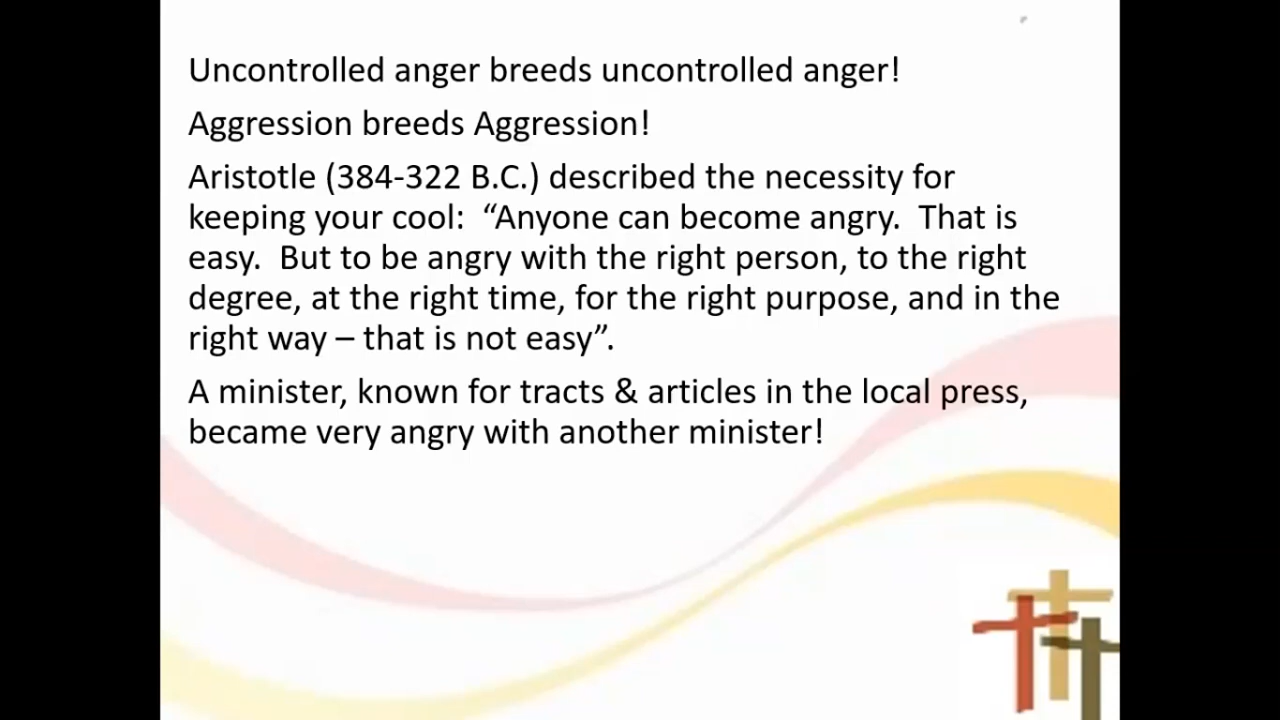 Uncontrolled anger breeds uncontrolled anger!
Aggression breeds Aggression!
Aristotle (384-322 B.C.) described the necessity for
keeping your cool:  “Anyone can become angry.  That is
easy.  But to be angry with the right person, to the right
degree, at the right time, for the right purpose, and in the
right way – that is not easy”.
A minister, known for tracts & articles in the local press,
became very angry with another minister!